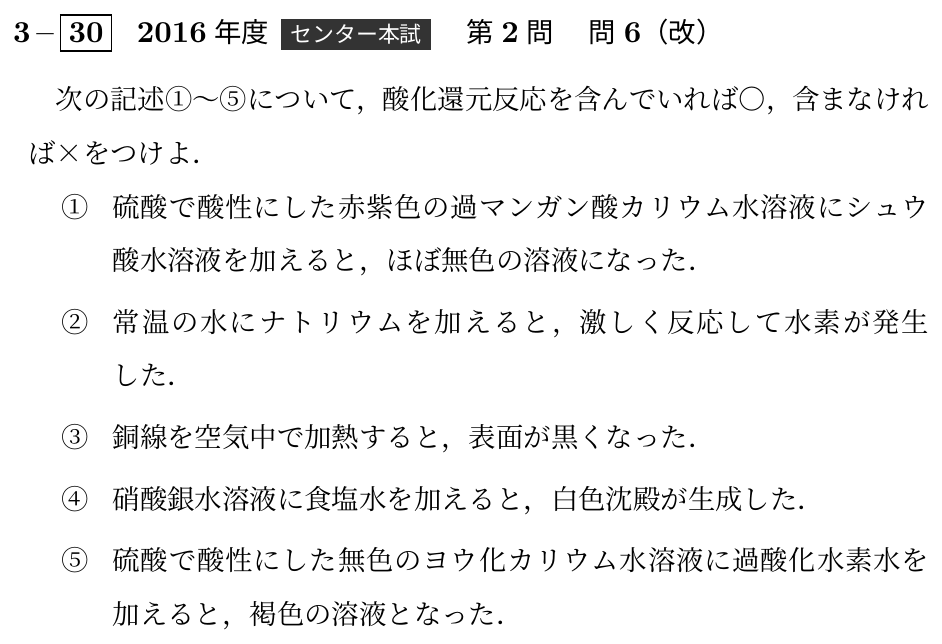 3－30 2016 年度 センター本試 第 2 問 問 6（改）
次の記述①～⑤について，酸化還元反応を含んでいれば○，含まなけれ
ば×をつけよ．
① 硫酸で酸性にした赤紫色の過マンガン酸カリウム水溶液にシュウ
酸水溶液を加えると，ほぼ無色の溶液になった．
② 常温の水にナトリウムを加えると，激しく反応して水素が発生
した．
③ 銅線を空気中で加熱すると，表面が黒くなった．
④ 硝酸銀水溶液に食塩水を加えると，白色沈殿が生成した．
⑤ 硫酸で酸性にした無色のヨウ化カリウム水溶液に過酸化水素水を
加えると，褐色の溶液となった．